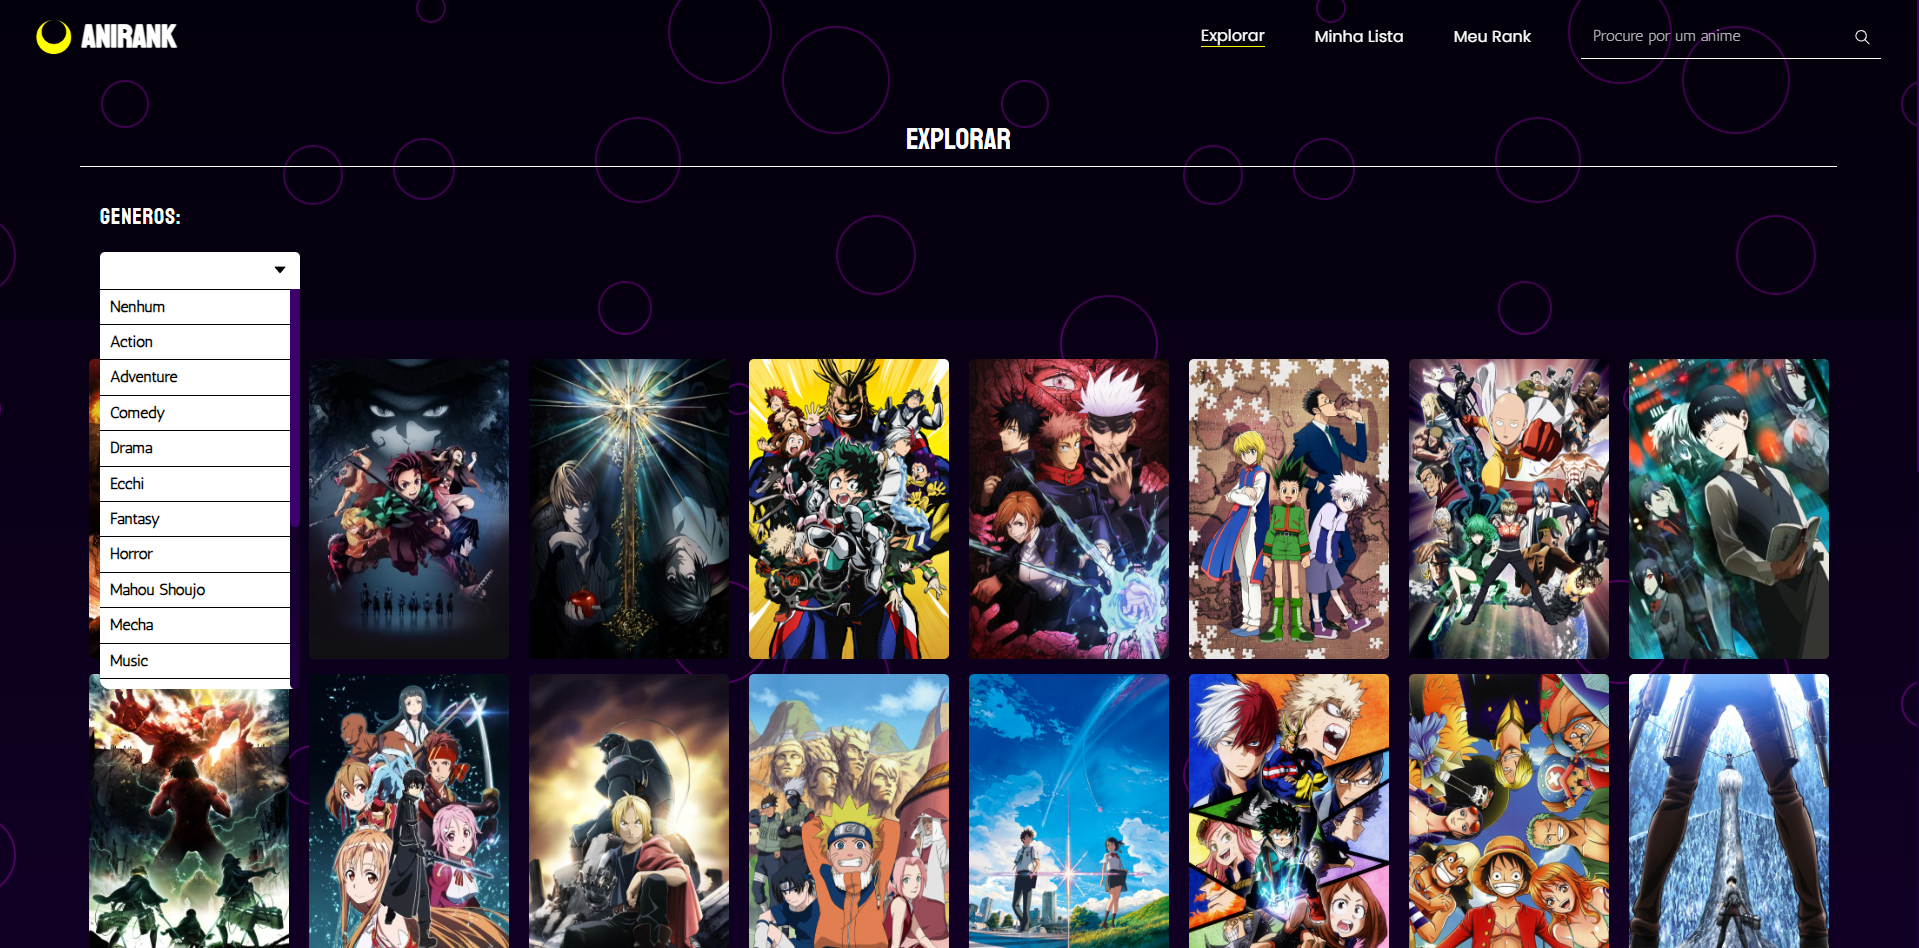 ANIRANK
Explorar
Minha Lista
Meu Rank
Procure por um anime
EXPLORAR
GENEROS:
Nenhum
Action
Adventure
Comedy
Drama
Ecchi
Fantasy
Horror
Mahou Shoujo
Mecha
Music